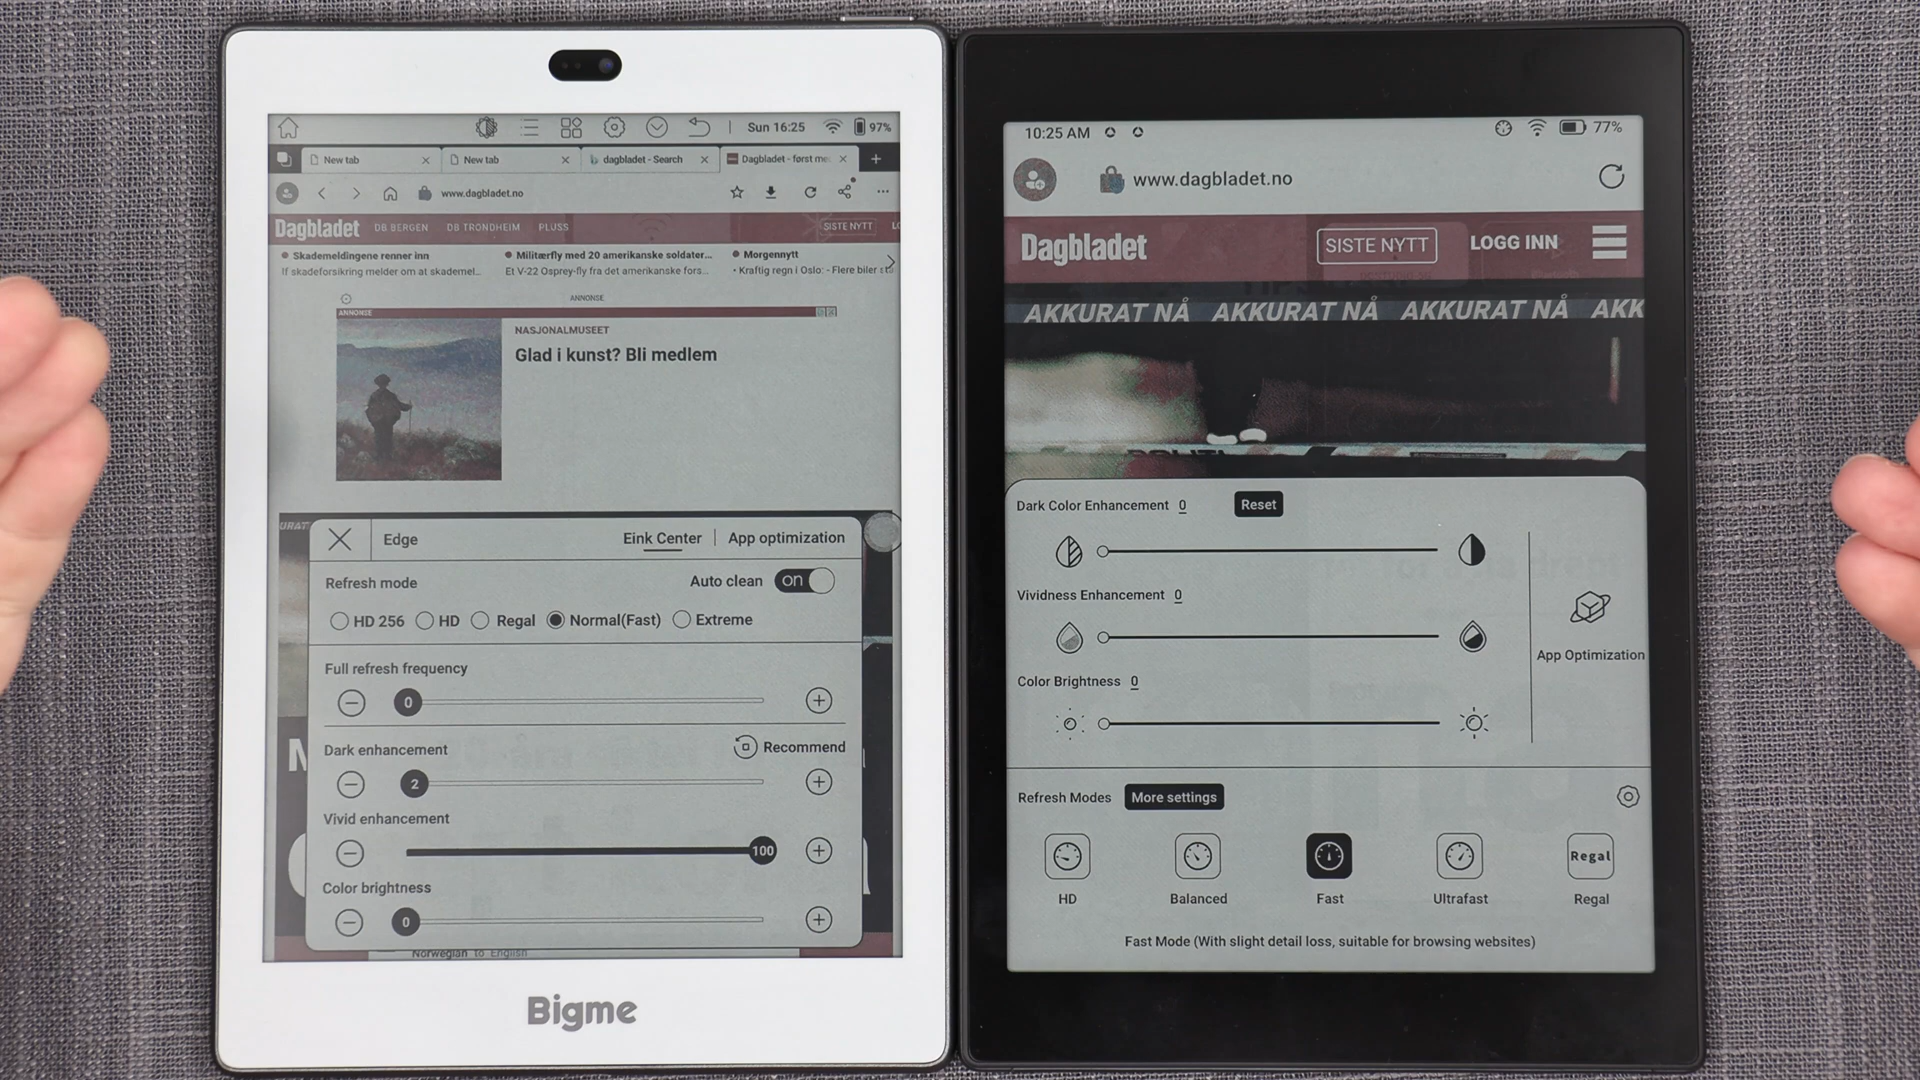 Sun 16:25
97%
New tab
New tab
dagbladet - Search
Dagbladet - først me
www.dagbladet.no
Dagbladet
DB BERGEN
DB TRONDHEIM
PLUSS
SISTE NYTT
Skademeldingene renner inn
If skadeforsikring melder om at skademel...
Militærfly med 20 amerikanske soldater...
Et V-22 Osprey-fly fra det amerikanske fors...
Morgennytt
• Kraftig regn i Oslo: - Flere biler
ANNONSE
ANNONSE
NASJONALMUSEET
Glad i kunst? Bli medlem
URAT
Edge
Eink Center
App optimization
Refresh mode
Auto clean
on
HD 256
HD
Regal
Normal(Fast)
Extreme
Full refresh frequency
0
Dark enhancement
Recommend
2
Vivid enhancement
100
Color brightness
0
Norwegian to English
Bigme
10:25 AM
77%
www.dagbladet.no
Dagbladet
SISTE NYTT
LOGG INN
AKKURAT NÅ AKKURAT NÅ AKKURAT NÅ AKK
Dark Color Enhancement 0
Reset
Vividness Enhancement 0
App Optimization
Color Brightness 0
Refresh Modes
More settings
Regal
HD
Balanced
Fast
Ultrafast
Regal
Fast Mode (With slight detail loss, suitable for browsing websites)